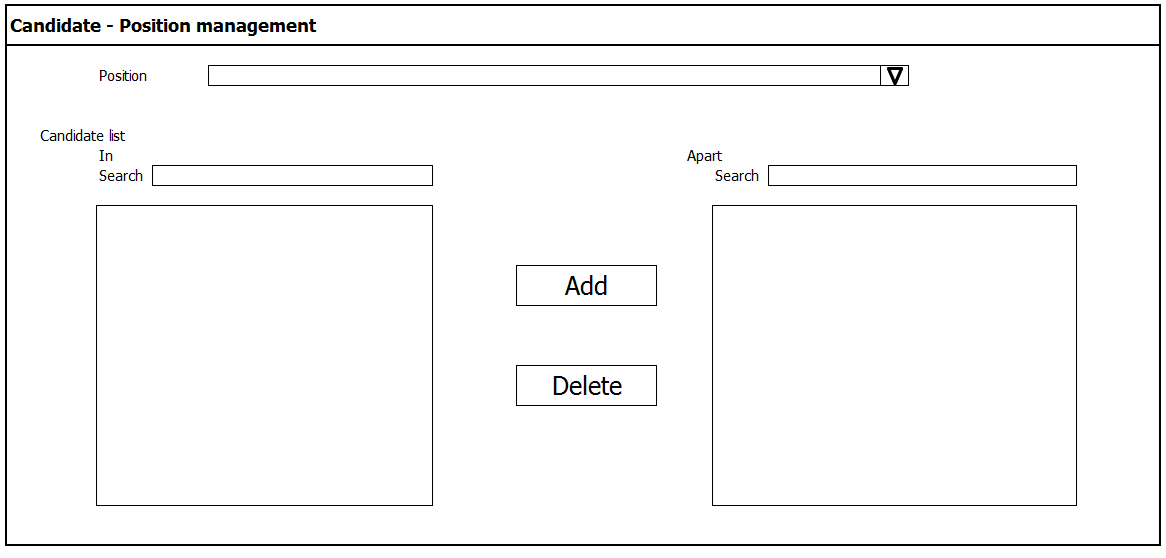 Candidate - Position management
Position
Candidate list
In
Apart
Search
Search
Add
Delete